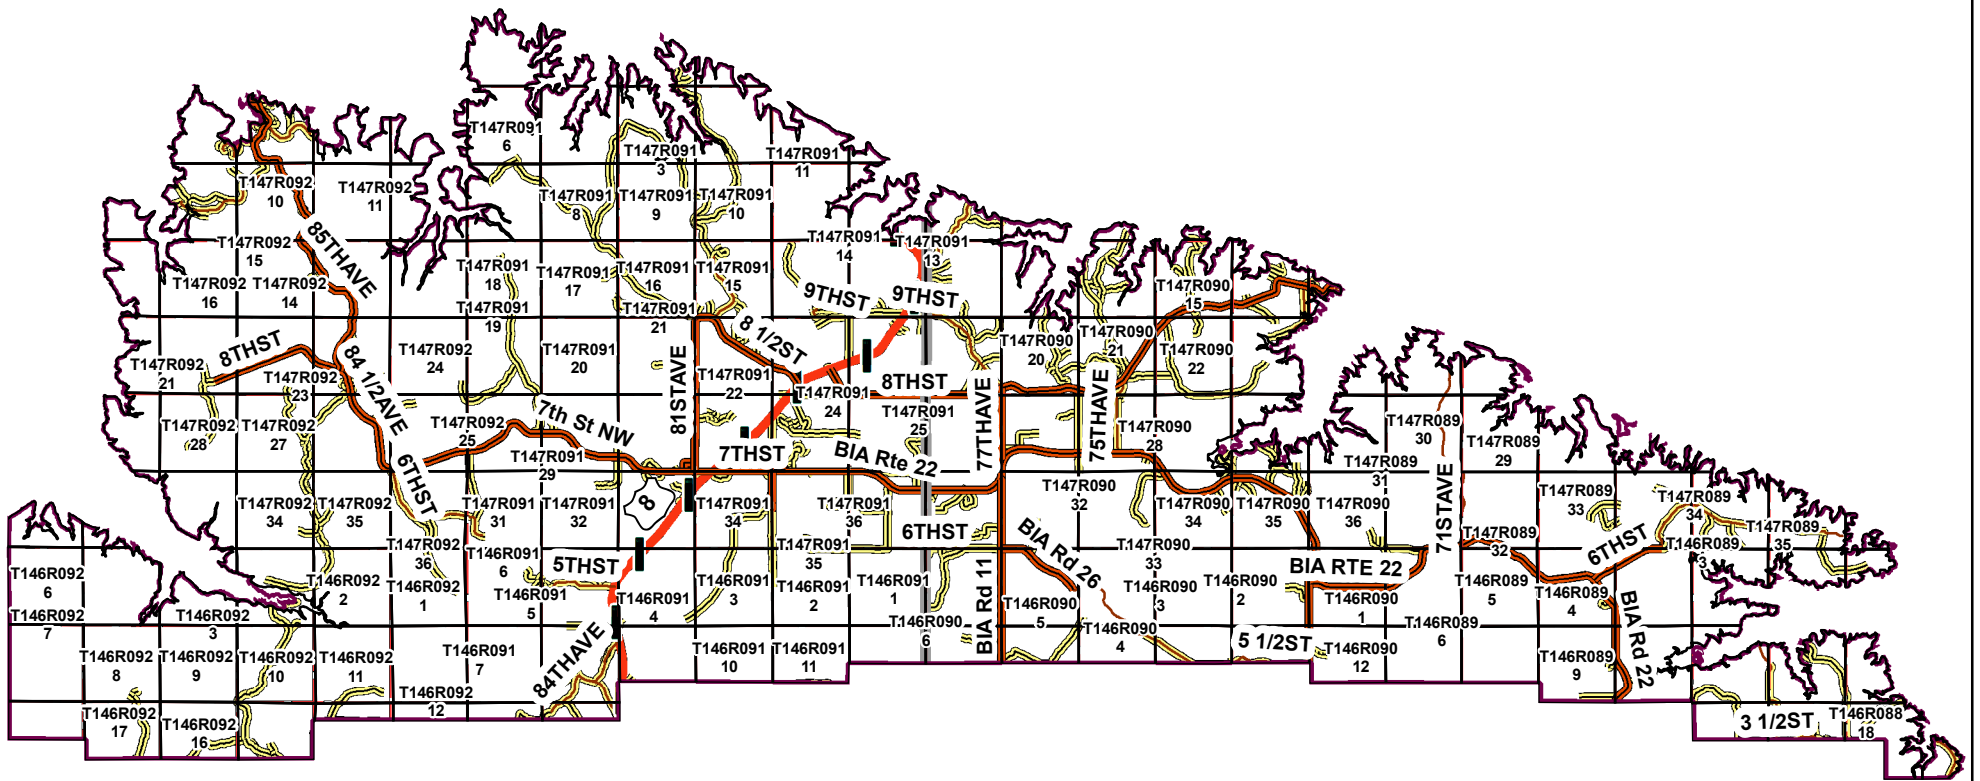 T147R091
6
T147R091
3
T147R091
11
T147R092
10
T147R092
11
T147R091
8
T147R091
9
T147R091
10
85THAVE
T147R092
15
T147R091
14
T147R091
13
T147R092
16
T147R092
14
T147R091
18
T147R091
17
T147R091
16
T147R091
15
9THST
9THST
T147R090
15
T147R091
19
T147R091
21
8 1/2ST
8THST
84 1/2AVE
T147R092
21
T147R092
24
T147R091
20
81STAVE
T147R090
20
T147R090
21
T147R090
22
T147R092
23
T147R091
22
T147R091
24
8THST
77THAVE
75THAVE
T147R092
28
T147R092
27
T147R092
25
7th St NW
T147R091
25
T147R090
28
T147R089
30
T147R089
29
T147R091
29
7THST
BIA Rte 22
T147R089
31
71STAVE
6THST
T147R092
34
T147R092
35
T147R091
31
T147R091
32
8
T147R091
34
T147R091
36
T147R090
32
T147R090
34
T147R090
35
T147R090
36
T147R089
33
T147R089
34
T147R089
35
6THST
BIA Rd 26
T147R089
32
6THST
T147R092
36
T146R091
6
5THST
T147R091
35
T147R090
33
BIA RTE 22
T146R089
3
T146R092
6
T146R092
2
T146R092
1
T146R091
5
T146R091
4
T146R091
3
T146R091
2
T146R091
1
BIA Rd 11
T146R090
5
T146R090
3
T146R090
2
T146R090
1
T146R089
5
T146R089
4
BIA Rd 22
T146R092
7
T146R092
3
T146R090
6
T146R090
4
T146R089
6
84THAVE
5 1/2ST
T146R092
8
T146R092
9
T146R092
10
T146R092
11
T146R091
7
T146R091
10
T146R091
11
T146R090
12
T146R089
9
T146R092
12
T146R092
17
T146R092
16
3 1/2ST
T146R088
18